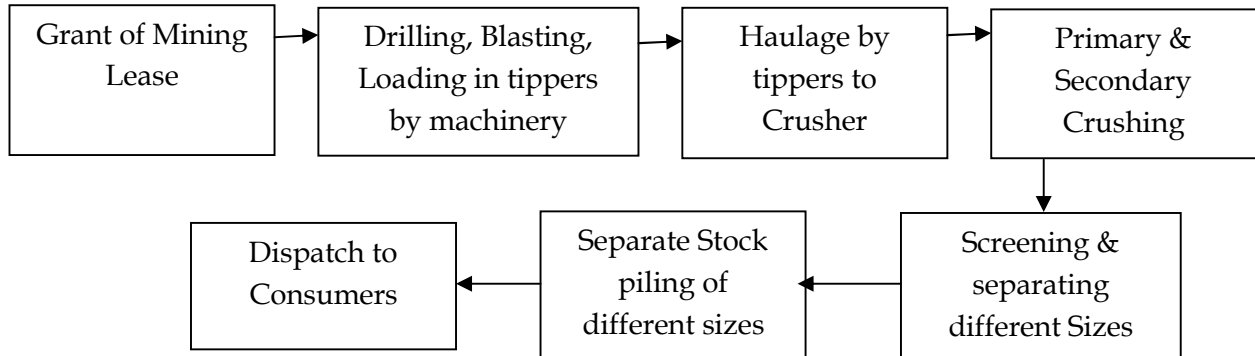 Grant of Mining
Lease
Drilling, Blasting,
Loading in tippers
by machinery
Haulage by
tippers to
Crusher
Primary &
Secondary
Crushing
Screening &
separating
different Sizes
Separate Stock
piling of
different sizes
Dispatch to
Consumers